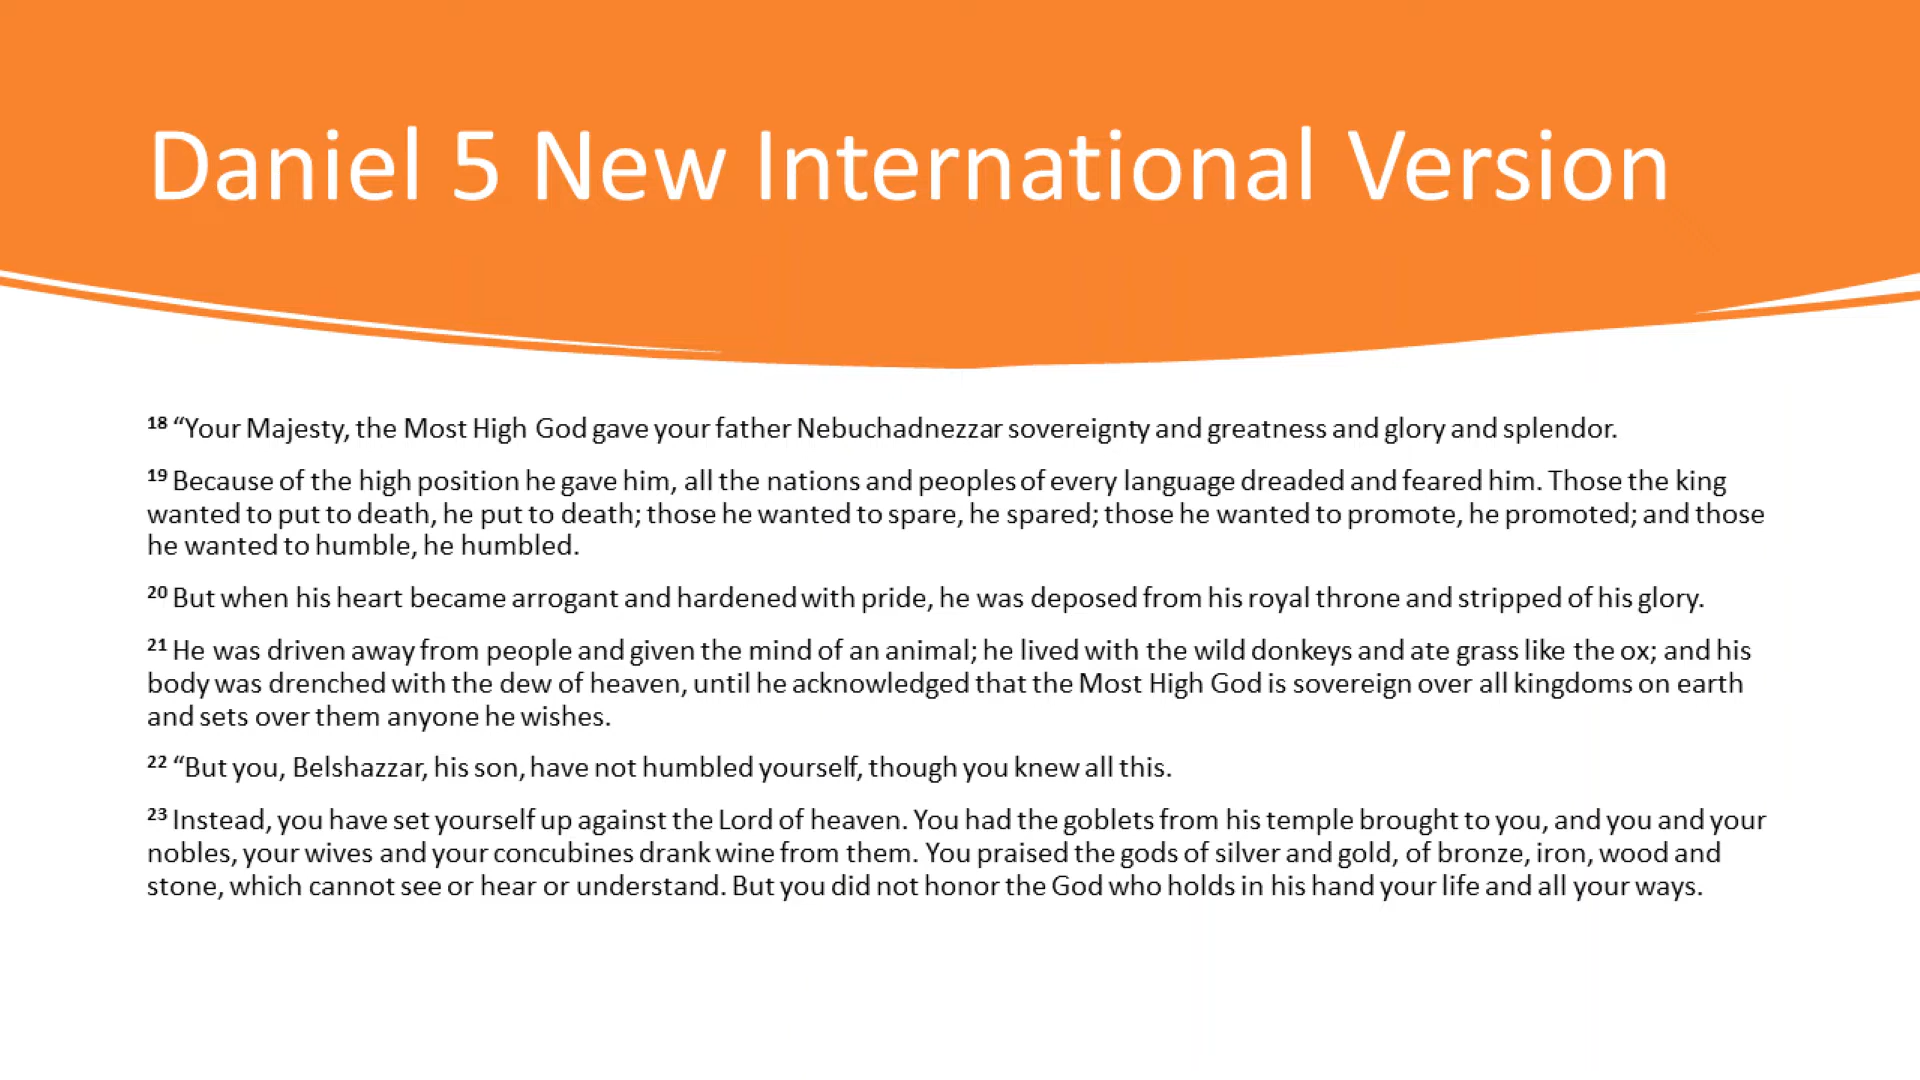 Daniel 5 New International Version
18 “Your Majesty, the Most High God gave your father Nebuchadnezzar sovereignty and greatness and glory and splendor.
19 Because of the high position he gave him, all the nations and peoples of every language dreaded and feared him. Those the king
wanted to put to death, he put to death; those he wanted to spare, he spared; those he wanted to promote, he promoted; and those
he wanted to humble, he humbled.
20 But when his heart became arrogant and hardened with pride, he was deposed from his royal throne and stripped of his glory.
21 He was driven away from people and given the mind of an animal; he lived with the wild donkeys and ate grass like the ox; and his
body was drenched with the dew of heaven, until he acknowledged that the Most High God is sovereign over all kingdoms on earth
and sets over them anyone he wishes.
22 “But you, Belshazzar, his son, have not humbled yourself, though you knew all this.
23 Instead, you have set yourself up against the Lord of heaven. You had the goblets from his temple brought to you, and you and your
nobles, your wives and your concubines drank wine from them. You praised the gods of silver and gold, of bronze, iron, wood and
stone, which cannot see or hear or understand. But you did not honor the God who holds in his hand your life and all your ways.